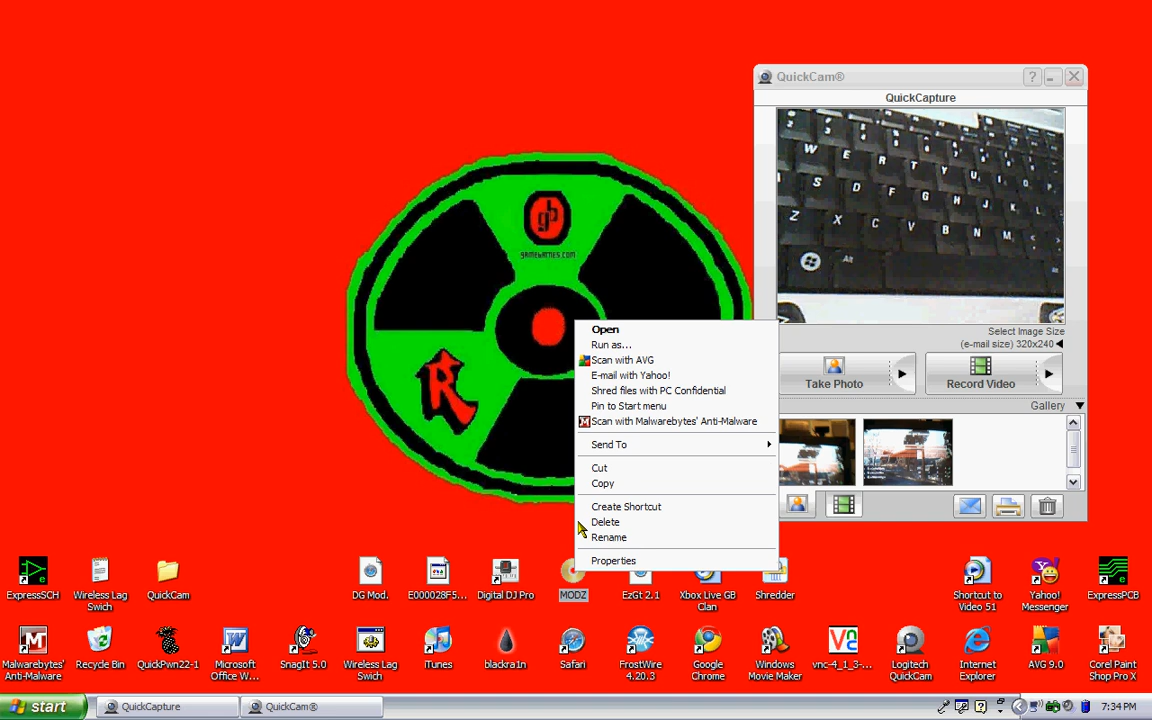 QuickCam®
?
QuickCapture
W E R T Y U
S D F G H J K L
Z X C V B N M
Alt
gb
gamebames.com
R
Select Image Size
(e-mail size) 320x240
Take Photo
Record Video
Gallery
Open
Run as...
Scan with AVG
E-mail with Yahoo!
Shred files with PC Confidential
Pin to Start menu
Scan with Malwarebytes' Anti-Malware
Send To
Cut
Copy
Create Shortcut
Delete
Rename
Properties
ExpressSCH
Wireless Lag
Swich
QuickCam
DG Mod.
E000028F5...
Digital DJ Pro
MODZ
EzGt 2.1
Xbox Live GB
Clan
Shredder
Shortcut to
Video 51
Yahoo!
Messenger
ExpressPCB
Malwarebytes'
Anti-Malware
Recycle Bin
QuickPwn22-1
Microsoft
Office W...
SnagIt 5.0
Wireless Lag
Swich
iTunes
blackra1n
Safari
FrostWire
4.20.3
Google
Chrome
Windows
Movie Maker
vnc-4_1_3-...
Logitech
QuickCam
Internet
Explorer
AVG 9.0
Corel Paint
Shop Pro X
start
QuickCapture
QuickCam®
7:34 PM